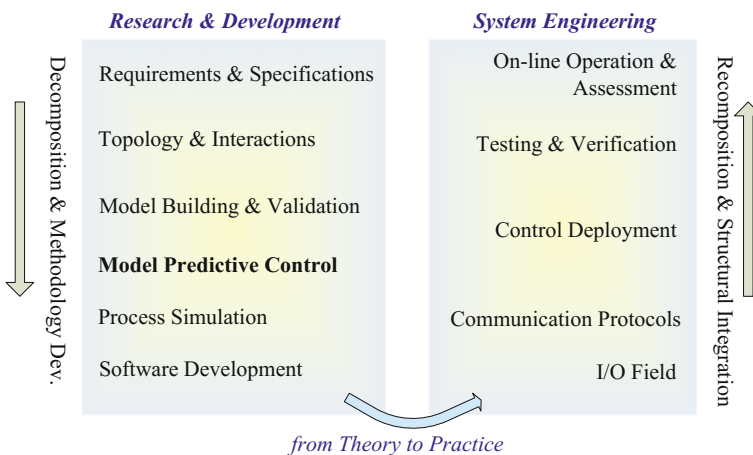 Research & Development
Decomposition & Methodology Dev.
Requirements & Specifications
Topology & Interactions
Model Building & Validation
Model Predictive Control
Process Simulation
Software Development
System Engineering
On-line Operation &
Assessment
Testing & Verification
Control Deployment
Communication Protocols
I/O Field
Recomposition & Structural Integration
from Theory to Practice